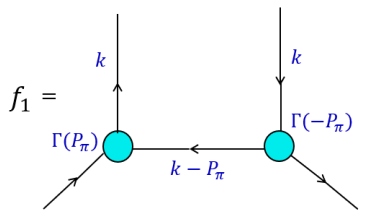 k
k
f₁ =
Γ(P_π)
Γ(−P_π)
k − P_π